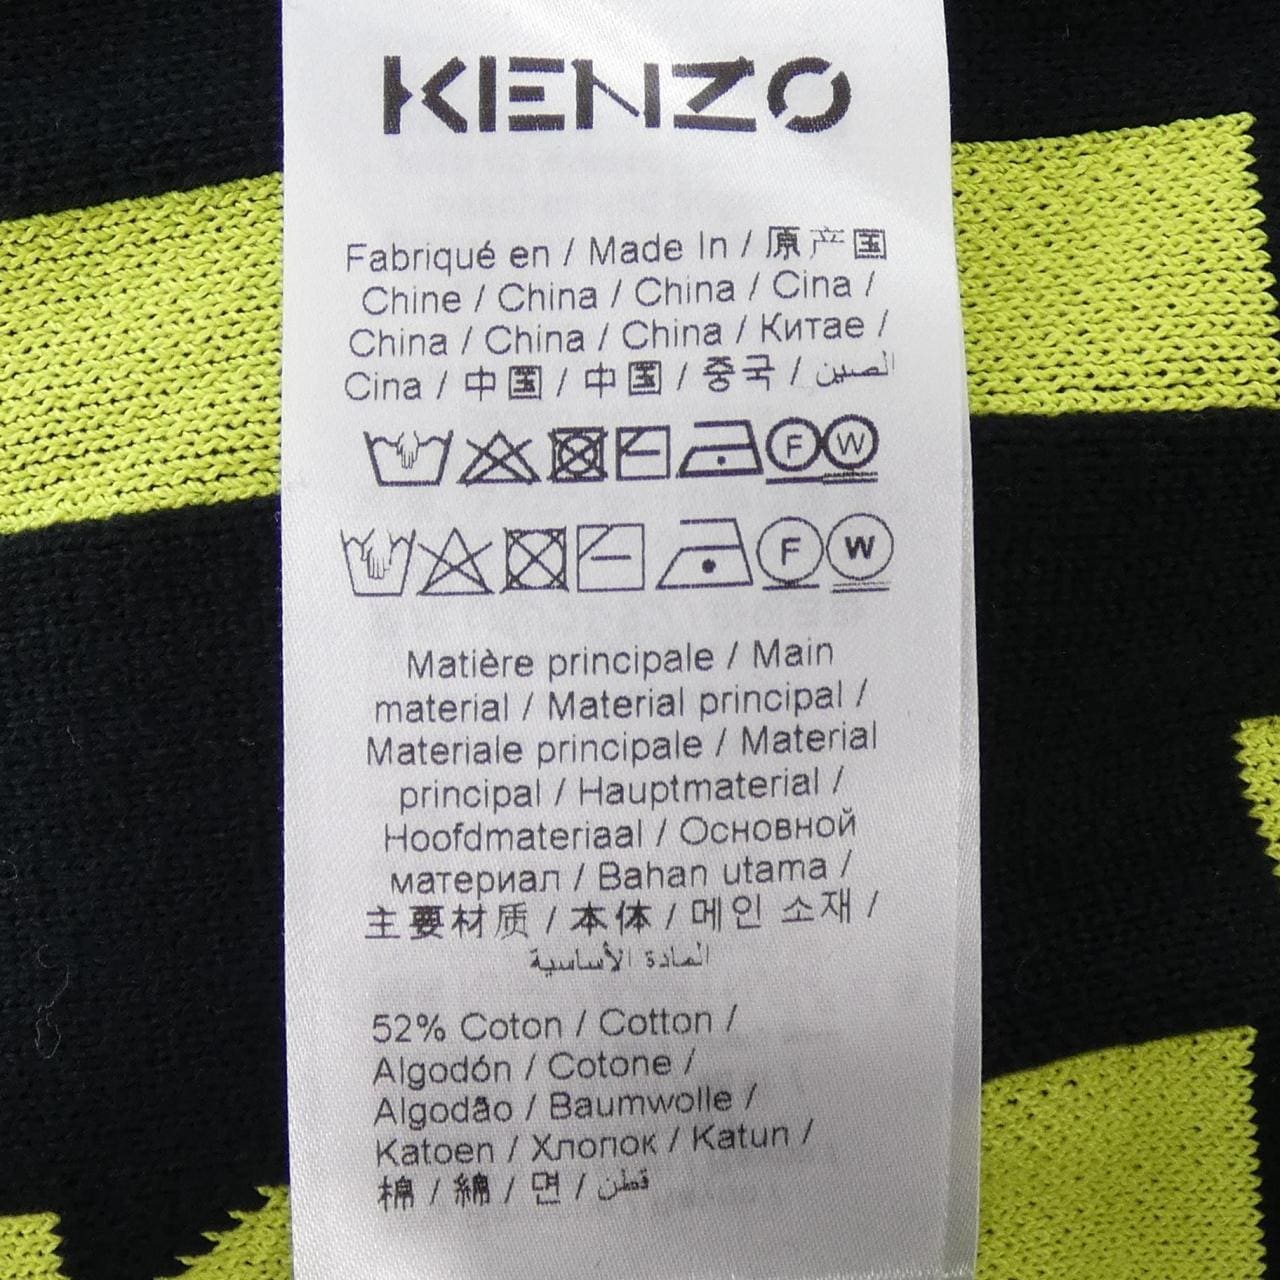 KENZO
Fabriqué en / Made In / 原产国
Chine / China / China / Cina /
China / China / China / Китае /
Cina / 中国 / 中国 / 중국 / الصين
F W
F W
Matière principale / Main
material / Material principal /
Materiale principale / Material
principal / Hauptmaterial /
Hoofdmateriaal / Основной
материал / Bahan utama /
主要材质 / 本体 / 메인 소재 /
المادة الأساسية
52% Coton / Cotton /
Algodón / Cotone /
Algodão / Baumwolle /
Katoen / Хлопок / Katun /
棉 / 綿 / 면 / قطن